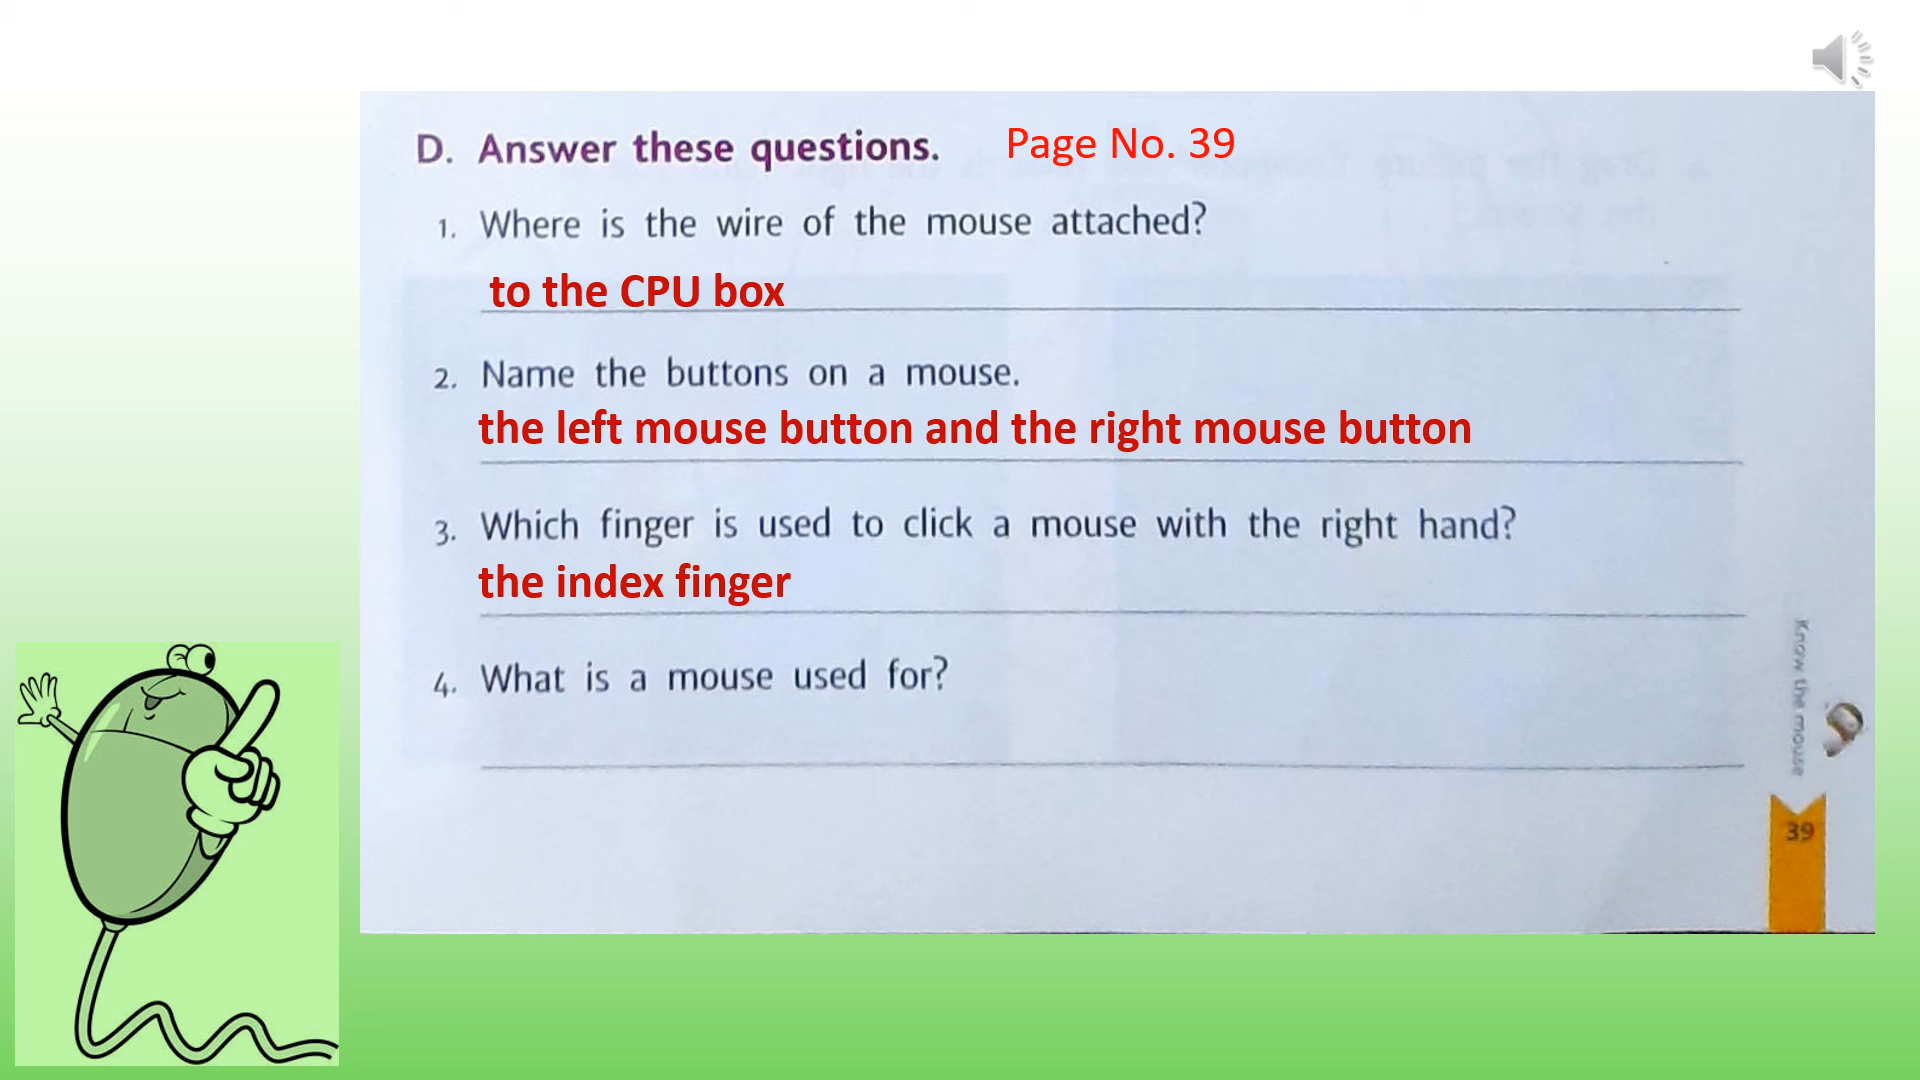 D. Answer these questions. Page No. 39
1. Where is the wire of the mouse attached?
to the CPU box
2. Name the buttons on a mouse.
the left mouse button and the right mouse button
3. Which finger is used to click a mouse with the right hand?
the index finger
4. What is a mouse used for?
Know the mouse
39